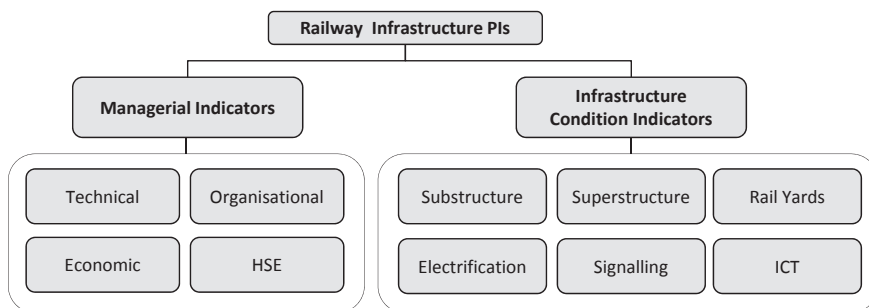 Railway Infrastructure PIs
Managerial Indicators
Infrastructure
Condition Indicators
Technical
Organisational
Economic
HSE
Substructure
Superstructure
Rail Yards
Electrification
Signalling
ICT